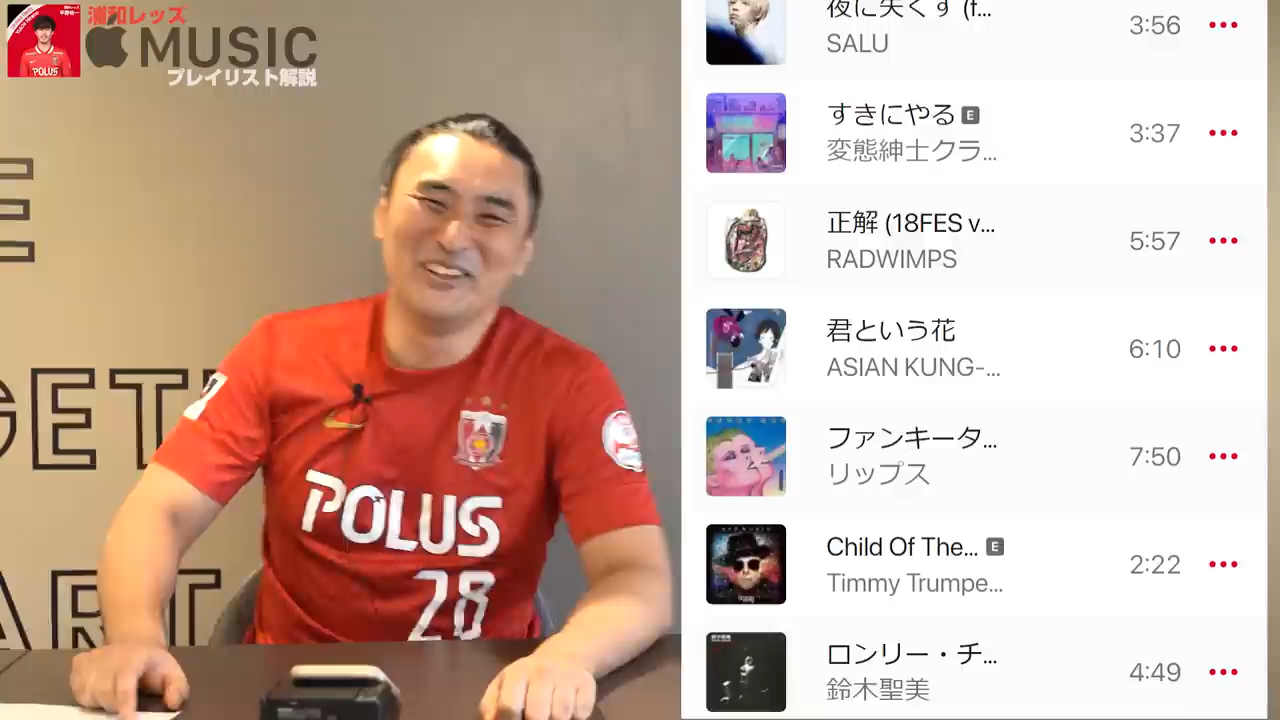 浦和レッズ
MUSIC
プレイリスト解説
POLUS
E
GET
ART
POLUS
28
夜に失くす (f...
SALU
3:56
すきにやる E
変態紳士クラ...
3:37
正解 (18FES v...
RADWIMPS
5:57
君という花
ASIAN KUNG-...
6:10
ファンキータ...
リップス
7:50
Child Of The... E
Timmy Trumpe...
2:22
ロンリー・チ...
鈴木聖美
4:49